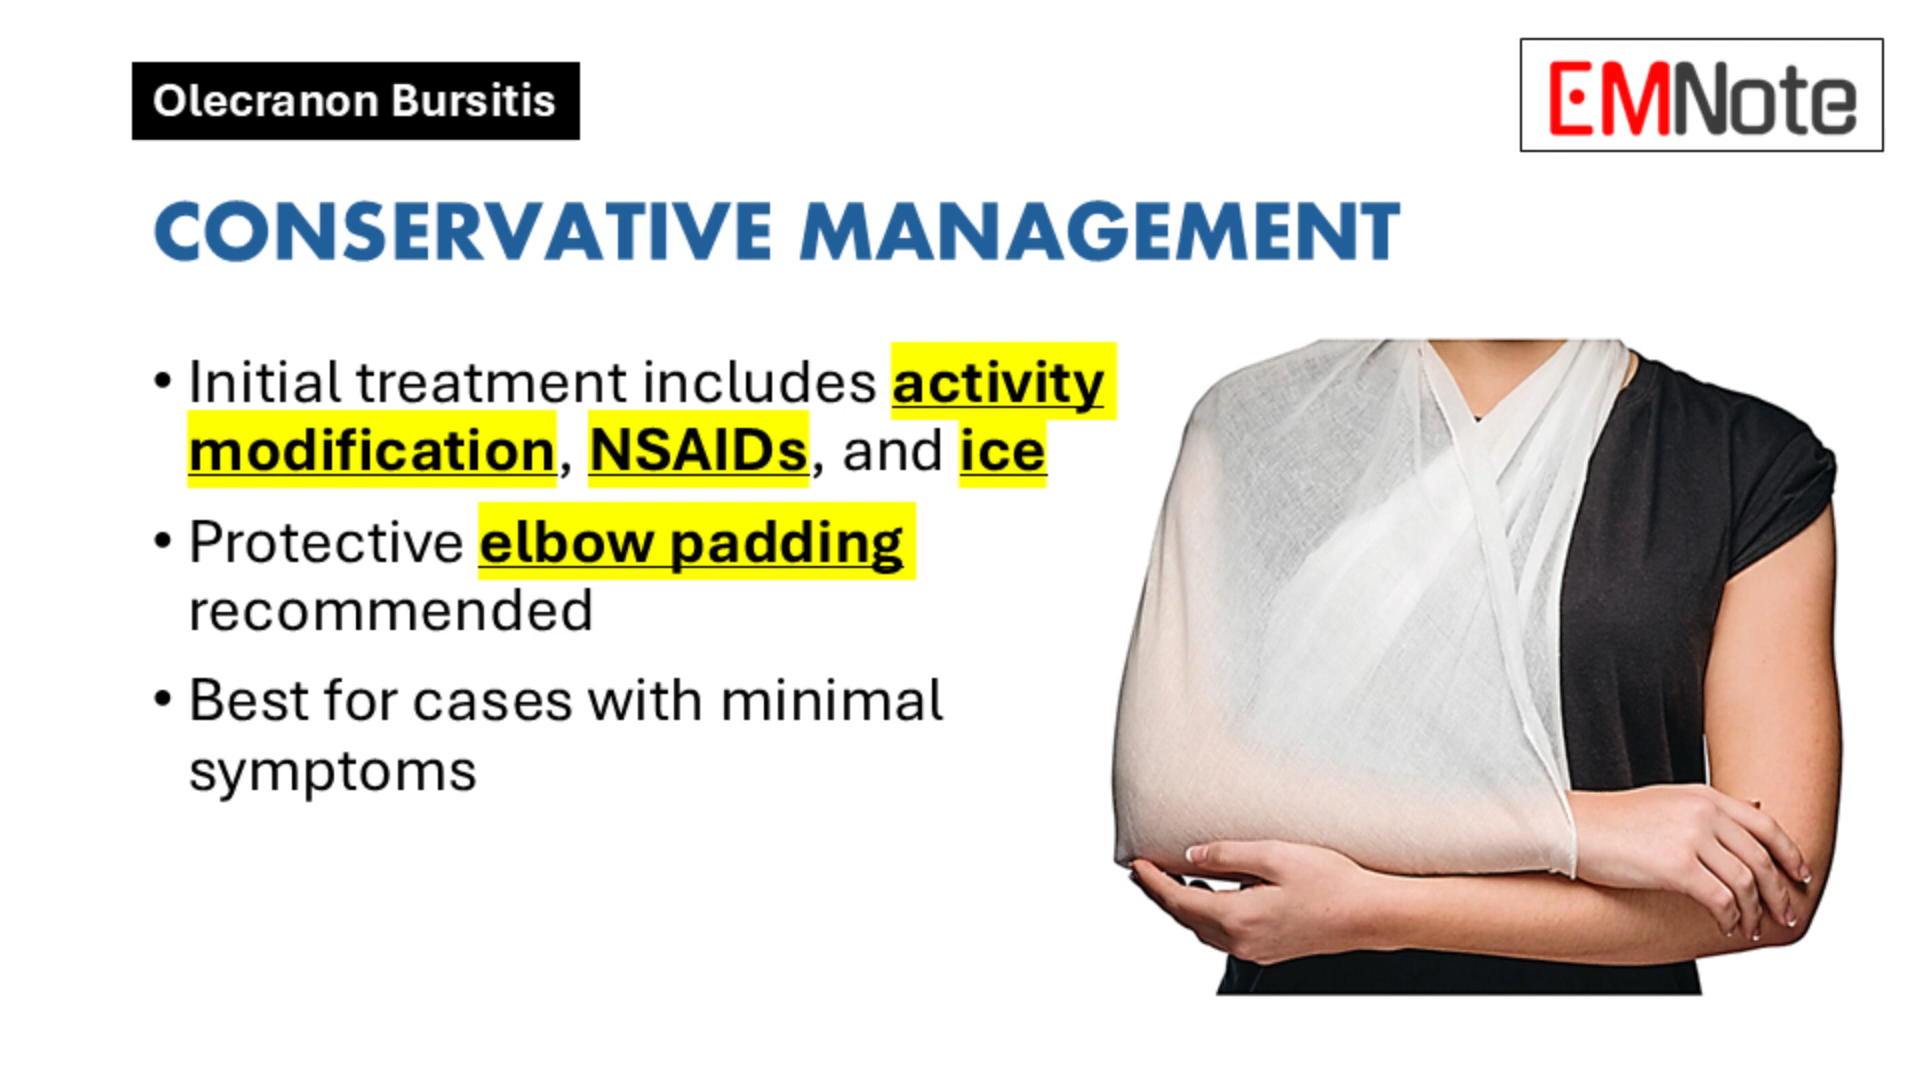 Olecranon Bursitis
EMNote
CONSERVATIVE MANAGEMENT
• Initial treatment includes activity
modification, NSAIDs, and ice
• Protective elbow padding
recommended
• Best for cases with minimal
symptoms